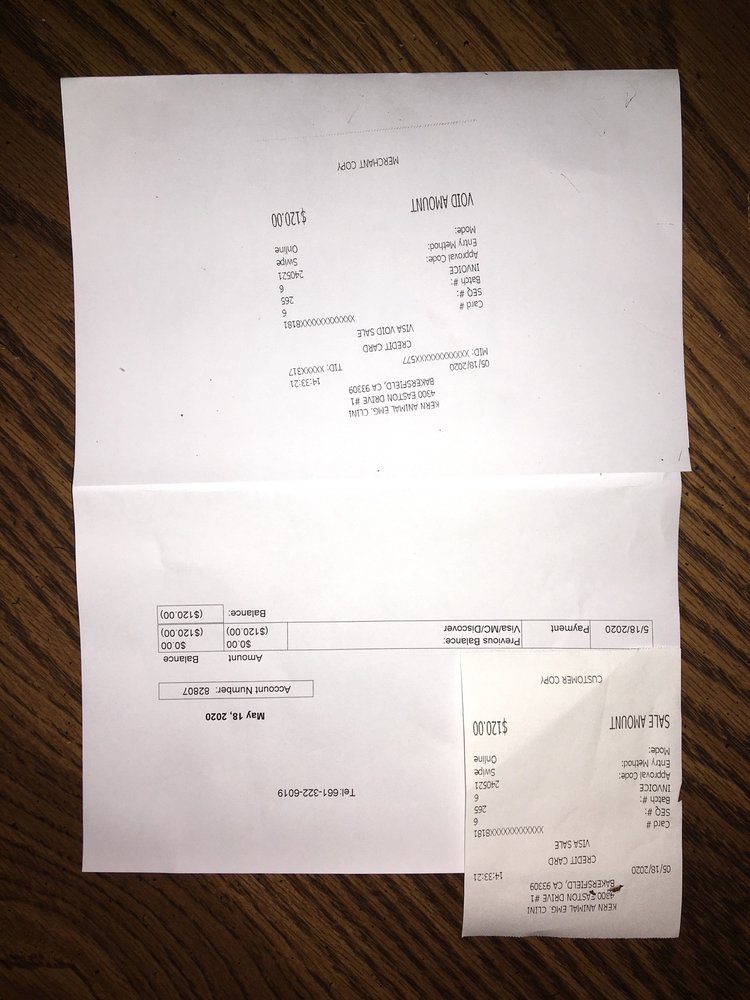 KERN ANIMAL EMG. CLINI
4300 EASTON DRIVE #1
BAKERSFIELD, CA 93309
05/18/2020 14:33:21
CREDIT CARD
VISA SALE
Card # XXXXXXXXXXXX8181
SEQ #: 6
Batch #: 265
INVOICE 6
Approval Code: 240521
Entry Method: Swipe
Mode: Online
SALE AMOUNT $120.00
CUSTOMER COPY
Tel:661-322-6019
May 18, 2020
Account Number: 82807
Amount Balance
Previous Balance: $0.00 $0.00
5/18/2020 Payment Visa/MC/Discover ($120.00) ($120.00)
Balance: ($120.00)
KERN ANIMAL EMG. CLINI
4300 EASTON DRIVE #1
BAKERSFIELD, CA 93309
05/18/2020 14:33:21
MID: XXXXXXXXXXXX577 TID: XXXXX317
CREDIT CARD
VISA VOID SALE
Card # XXXXXXXXXXXX8181
SEQ #: 6
Batch #: 265
INVOICE 6
Approval Code: 240521
Entry Method: Swipe
Mode: Online
VOID AMOUNT $120.00
MERCHANT COPY